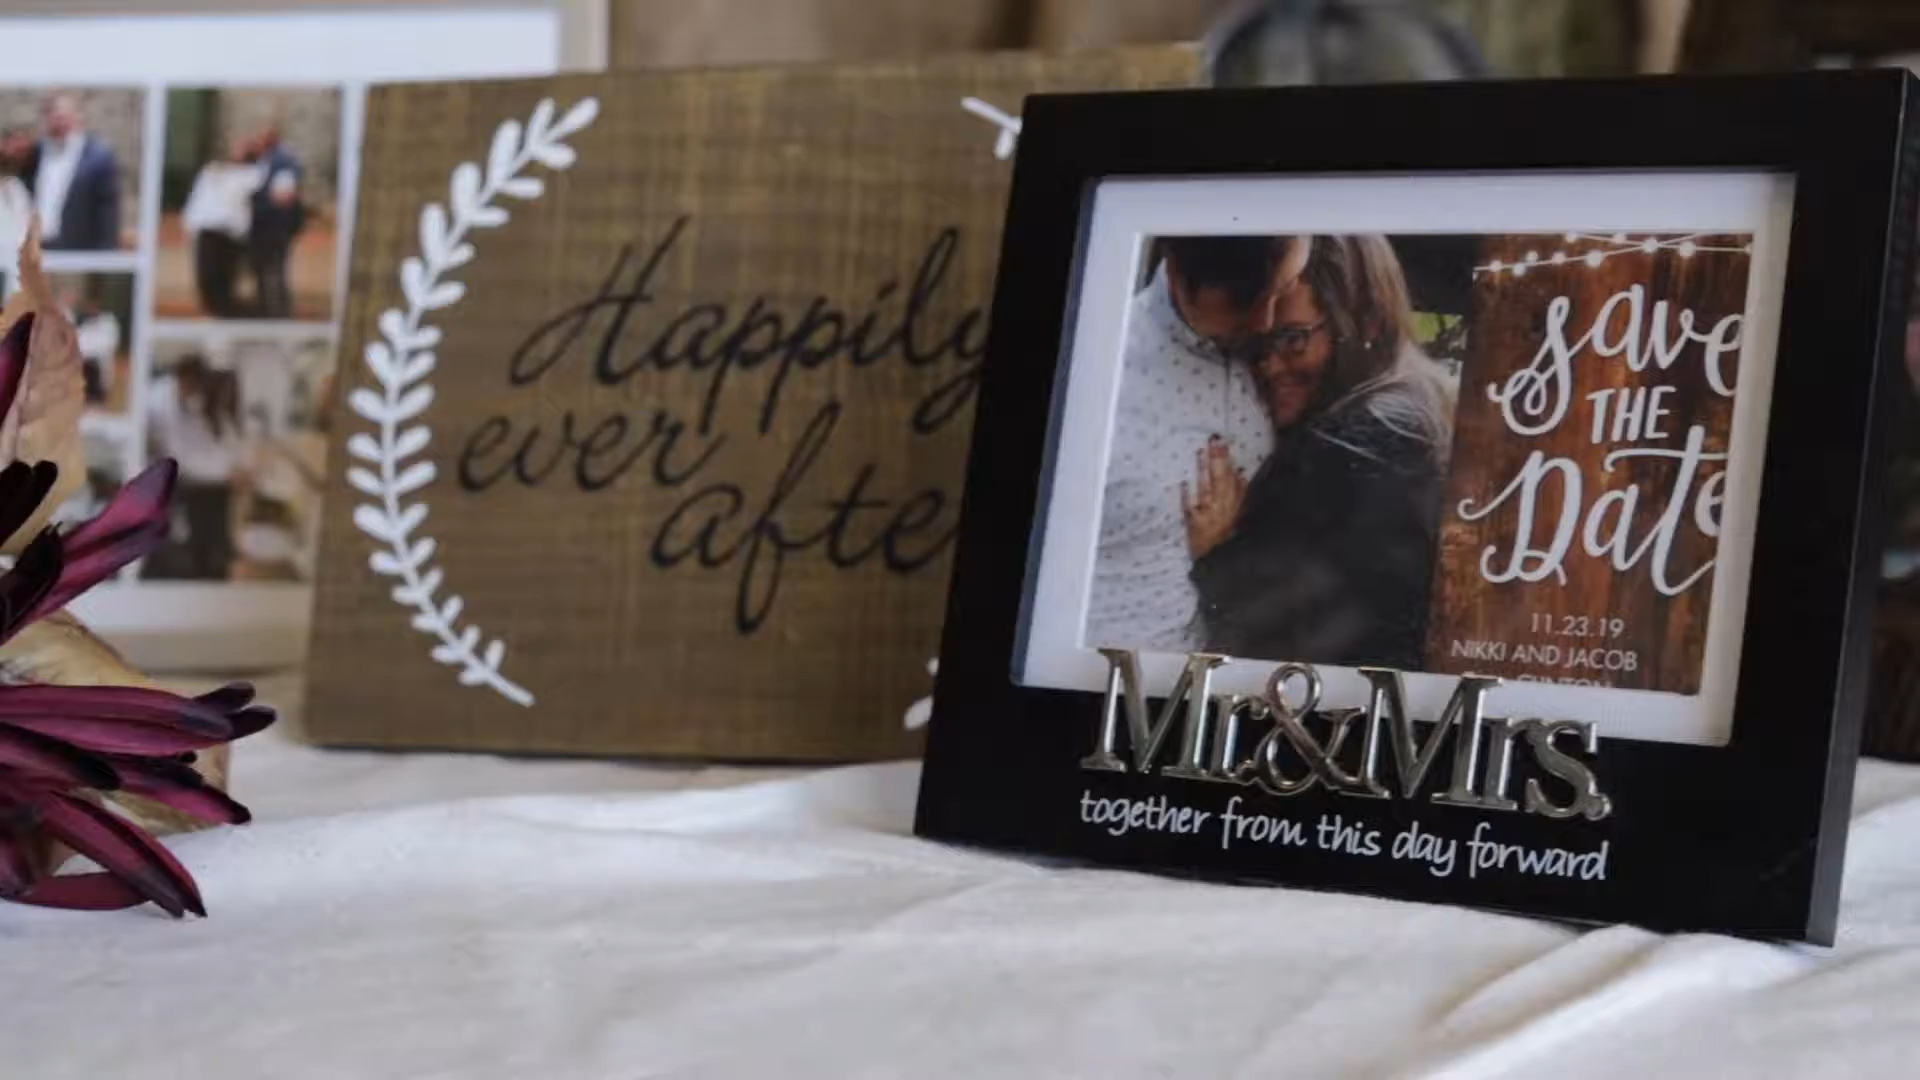 Happily
ever
afte
save
THE
Date
11.23.19
NIKKI AND JACOB
Mr&Mrs.
together from this day forward